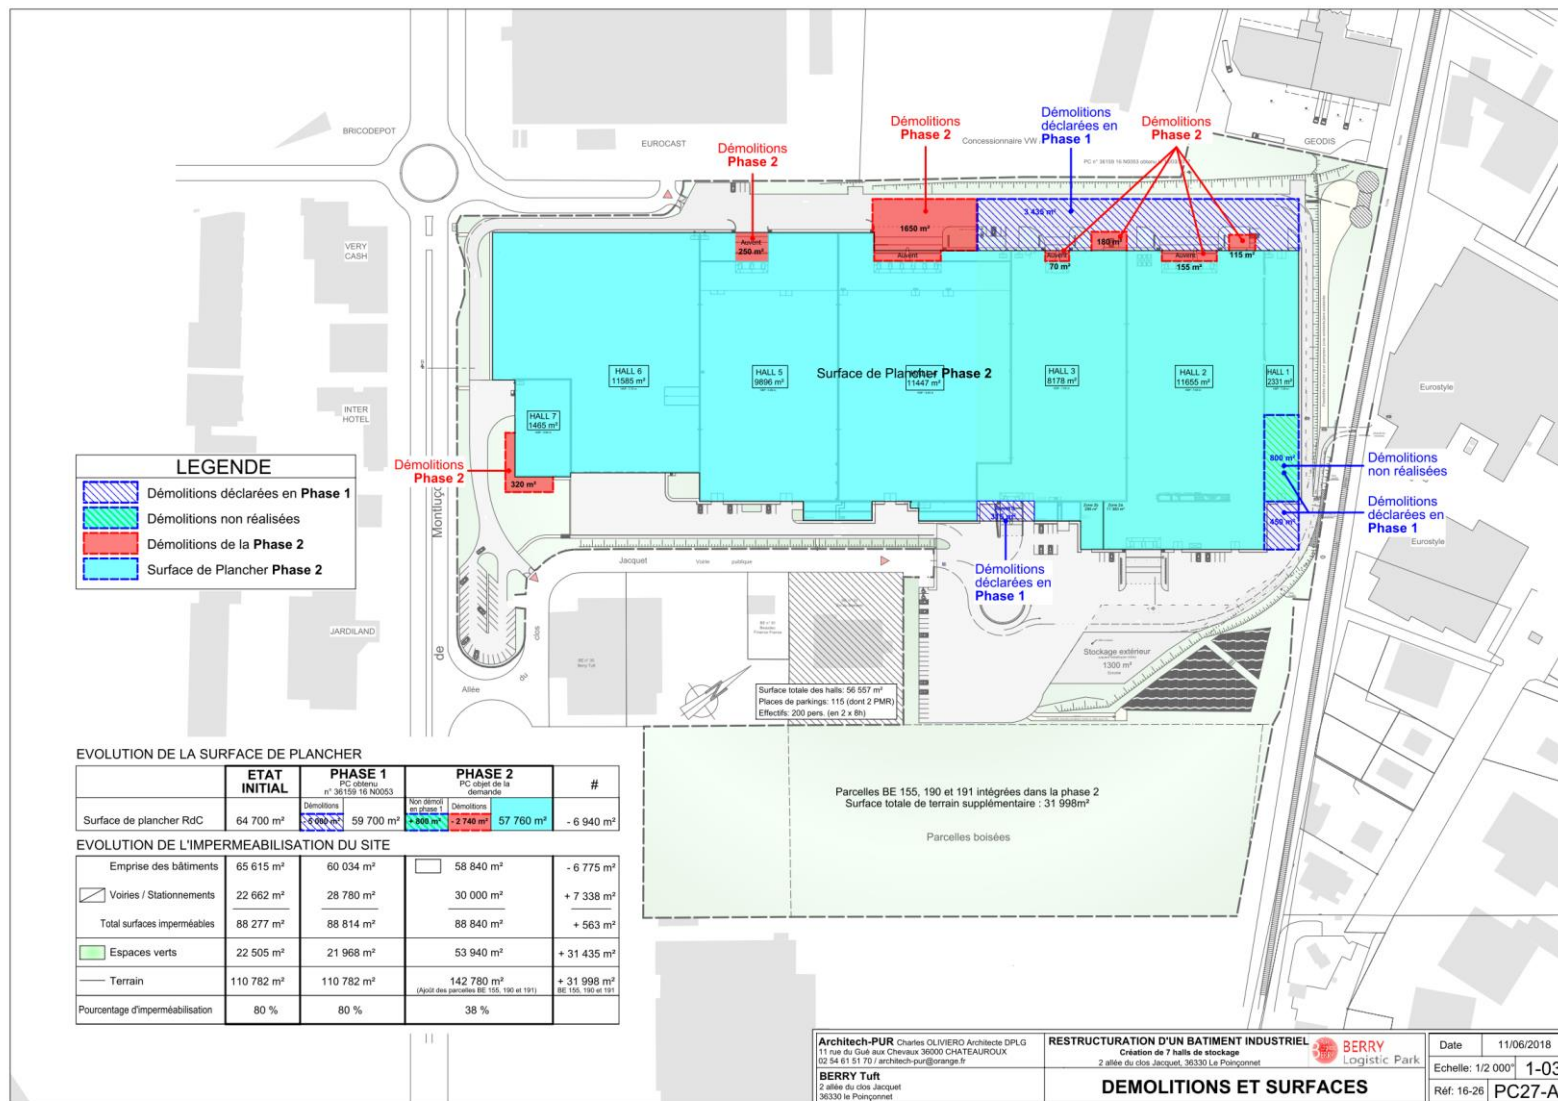 BRICODEPOT
EUROCAST
Concessionnaire VW
GEODIS
Démolitions
Phase 2
Démolitions
Phase 2
Démolitions
déclarées en
Phase 1
Démolitions
Phase 2
VERY
CASH
INTER
HOTEL
JARDILAND
Eurostyle
Eurostyle
3 435 m²
1650 m²
Auvent
250 m²
Auvent
Auvent
70 m²
180 m²
Auvent
155 m²
115 m²
HALL 6
11585 m²
HALL 5
9896 m²
Surface de Plancher Phase 2
11447 m²
HALL 3
8178 m²
HALL 2
11655 m²
HALL 1
2331 m²
HALL 7
1465 m²
Démolitions
Phase 2
320 m²
800 m²
450 m²
Démolitions
non réalisées
Démolitions
déclarées en
Phase 1
Démolitions
déclarées en
Phase 1
LEGENDE
Démolitions déclarées en Phase 1
Démolitions non réalisées
Démolitions de la Phase 2
Surface de Plancher Phase 2
de
Allée
du
clos
Jacquet
Voirie publique
Stockage extérieur
1300 m²
Surface totale des halls: 56 557 m²
Places de parkings: 115 (dont 2 PMR)
Effectifs: 200 pers. (en 2 x 8h)
Parcelles BE 155, 190 et 191 intégrées dans la phase 2
Surface totale de terrain supplémentaire : 31 998m²
Parcelles boisées
EVOLUTION DE LA SURFACE DE PLANCHER
ETAT INITIAL
PHASE 1
PC obtenu
n° 36159 16 N0053
PHASE 2
PC objet de la
demande
#
Démolitions
Non démoli
en phase 1
Démolitions
Surface de plancher RdC 64 700 m² - 5 000 m² 59 700 m² + 800 m² - 2 740 m² 57 760 m² - 6 940 m²
EVOLUTION DE L'IMPERMEABILISATION DU SITE
Emprise des bâtiments 65 615 m² 60 034 m² 58 840 m² - 6 775 m²
Voiries / Stationnements 22 662 m² 28 780 m² 30 000 m² + 7 338 m²
Total surfaces imperméables 88 277 m² 88 814 m² 88 840 m² + 563 m²
Espaces verts 22 505 m² 21 968 m² 53 940 m² + 31 435 m²
Terrain 110 782 m² 110 782 m² 142 780 m² + 31 998 m²
(Ajout des parcelles BE 155, 190 et 191) BE 155, 190 et 191
Pourcentage d'imperméabilisation 80 % 80 % 38 %
Architech-PUR Charles OLIVIERO Architecte DPLG
11 rue du Gué aux Chevaux 36000 CHATEAUROUX
02 54 61 51 70 / architech-pur@orange.fr
BERRY Tuft
2 allée du clos Jacquet
36330 le Poinçonnet
RESTRUCTURATION D'UN BATIMENT INDUSTRIEL
Création de 7 halls de stockage
2 allée du clos Jacquet, 36330 Le Poinçonnet
BERRY
Logistic Park
DEMOLITIONS ET SURFACES
Date 11/06/2018
Echelle: 1/2 000° 1-03
Réf: 16-26 PC27-A